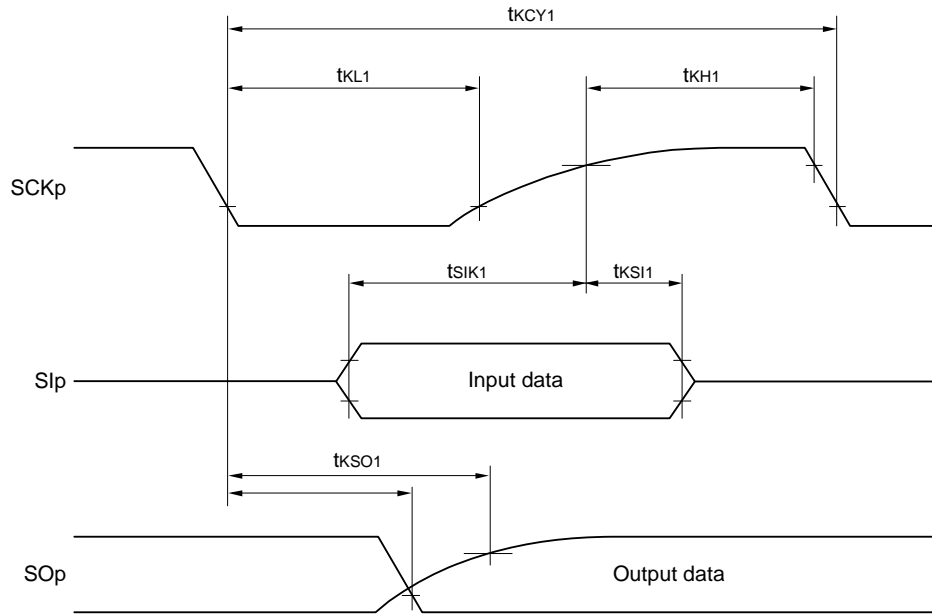 tKCY1
tKL1
tKH1
SCKp
tSIK1
tKSI1
SIp
Input data
tKSO1
SOp
Output data